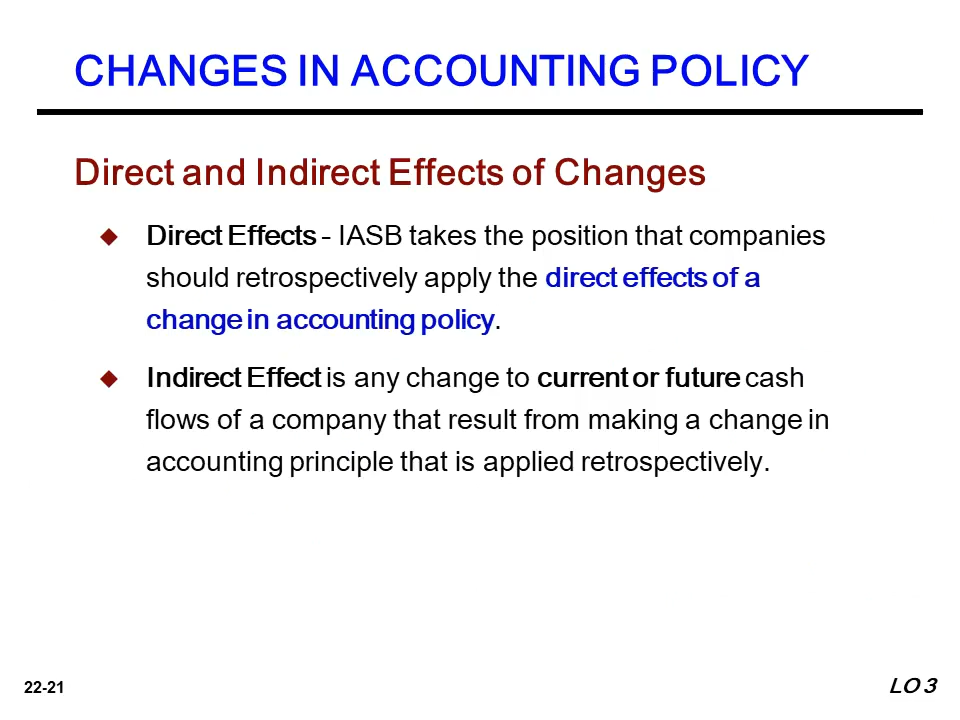 CHANGES IN ACCOUNTING POLICY
Direct and Indirect Effects of Changes
Direct Effects - IASB takes the position that companies
should retrospectively apply the direct effects of a
change in accounting policy.
Indirect Effect is any change to current or future cash
flows of a company that result from making a change in
accounting principle that is applied retrospectively.
22-21
LO 3